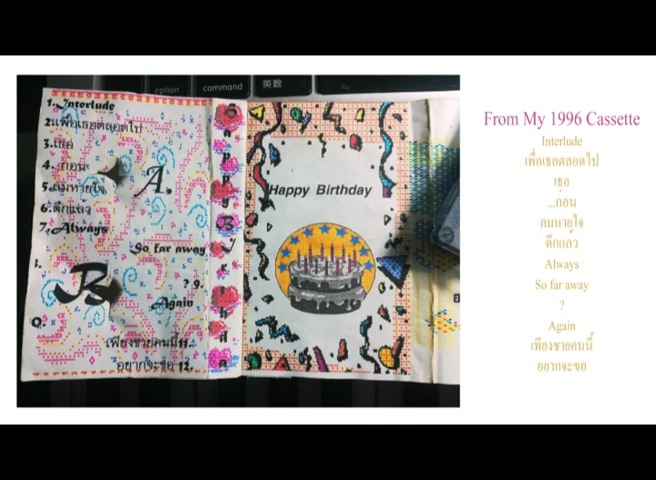 option
command
英数
1.Interlude
2.เพื่อเธอตลอดไป
3.เธอ
4...ก่อน
5.ลมหายใจ
6.ดึกแล้ว
7.Always
A.
So far away
B
? 9.
Again
เพียงชายคนนี้11.
อยากจะขอ 12.
Happy Birthday
From My 1996 Cassette
Interlude
เพื่อเธอตลอดไป
เธอ
...ก่อน
ลมหายใจ
ดึกแล้ว
Always
So far away
?
Again
เพียงชายคนนี้
อยากจะขอ